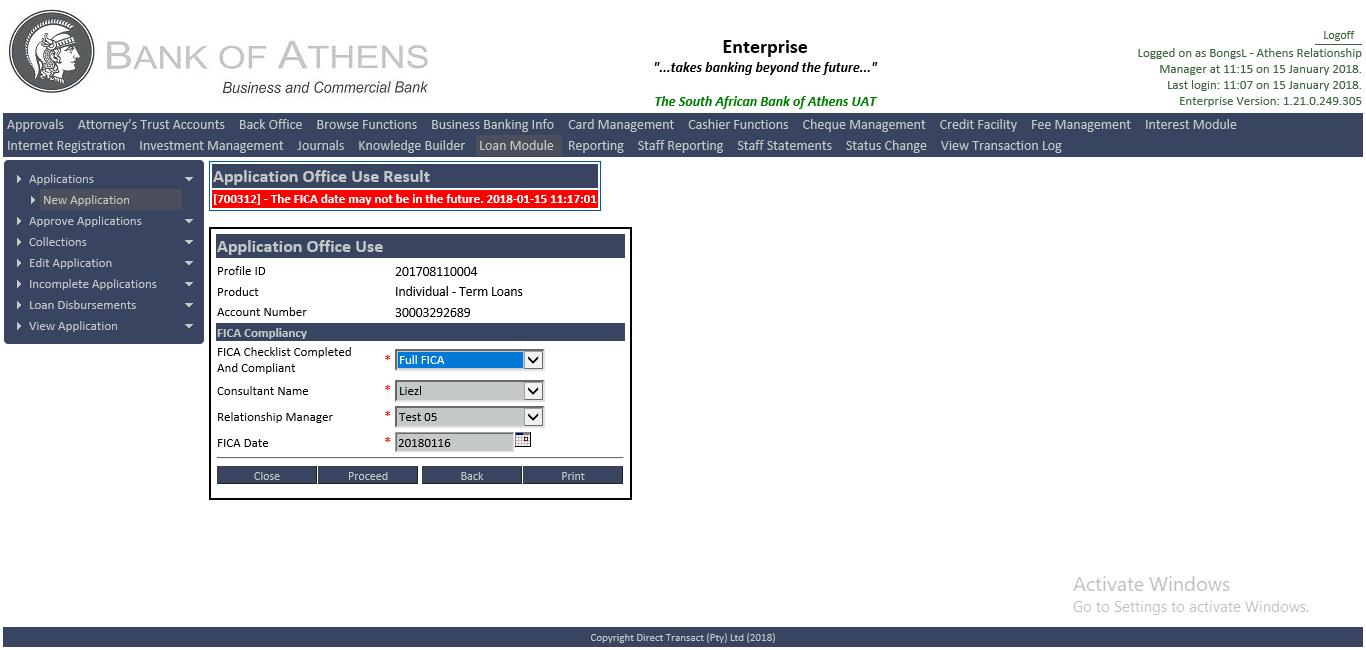 BANK OF ATHENS
Business and Commercial Bank
Enterprise
"...takes banking beyond the future..."
The South African Bank of Athens UAT
Logoff
Logged on as BongsL - Athens Relationship
Manager at 11:15 on 15 January 2018.
Last login: 11:07 on 15 January 2018.
Enterprise Version: 1.21.0.249.305
Approvals Attorney's Trust Accounts Back Office Browse Functions Business Banking Info Card Management Cashier Functions Cheque Management Credit Facility Fee Management Interest Module
Internet Registration Investment Management Journals Knowledge Builder Loan Module Reporting Staff Reporting Staff Statements Status Change View Transaction Log
Applications
New Application
Approve Applications
Collections
Edit Application
Incomplete Applications
Loan Disbursements
View Application
Application Office Use Result
[700312] - The FICA date may not be in the future. 2018-01-15 11:17:01
Application Office Use
Profile ID 201708110004
Product Individual - Term Loans
Account Number 30003292689
FICA Compliancy
FICA Checklist Completed
And Compliant * Full FICA
Consultant Name * Liezl
Relationship Manager * Test 05
FICA Date * 20180116
Close Proceed Back Print
Activate Windows
Go to Settings to activate Windows.
Copyright Direct Transact (Pty) Ltd (2018)